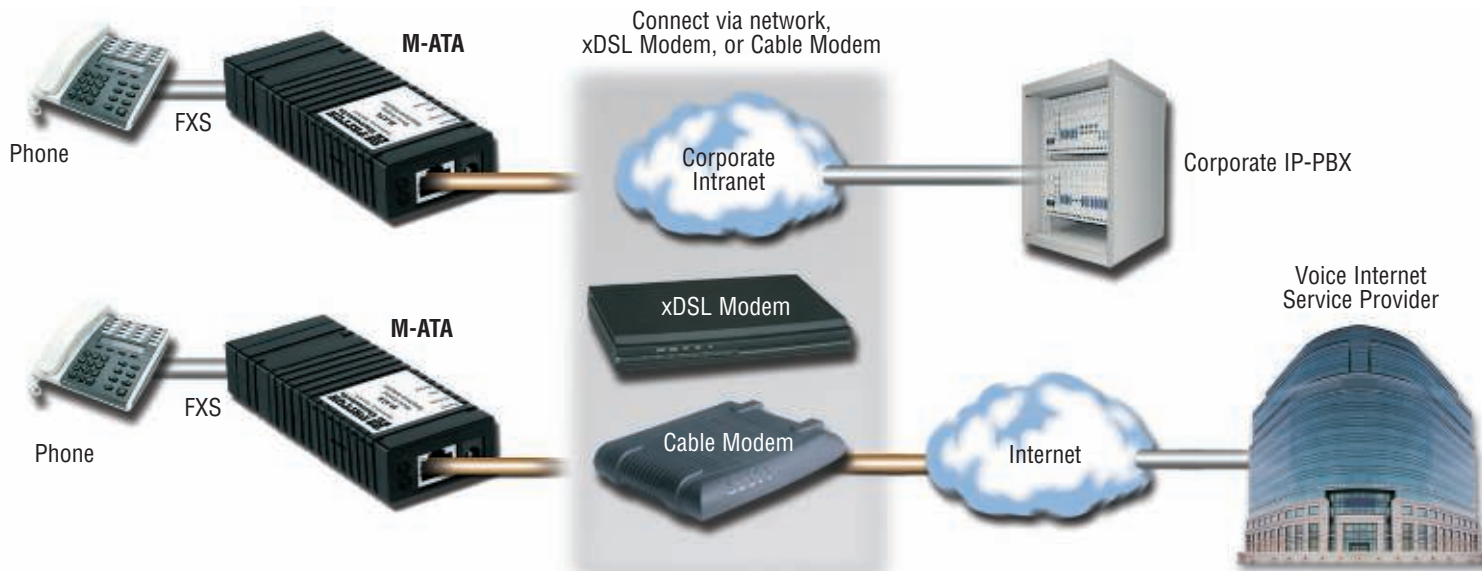 Connect via network,
xDSL Modem, or Cable Modem
M-ATA
FXS
Phone
Corporate
Intranet
Corporate IP-PBX
xDSL Modem
Voice Internet
Service Provider
M-ATA
FXS
Phone
Cable Modem
Internet